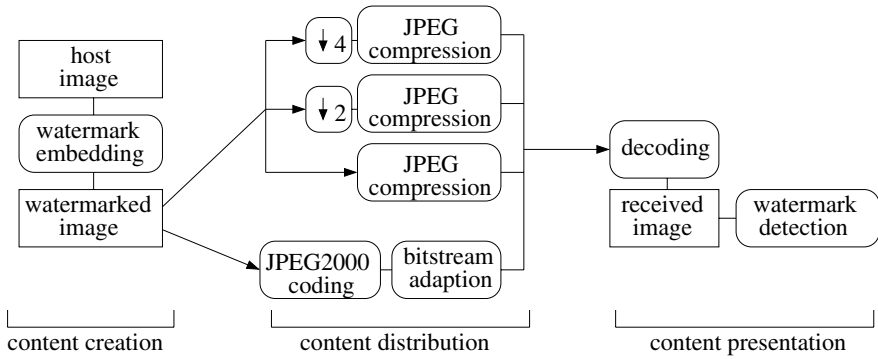 host
image
watermark
embedding
watermarked
image
↓ 4
JPEG
compression
↓ 2
JPEG
compression
JPEG
compression
JPEG2000
coding
bitstream
adaption
decoding
received
image
watermark
detection
content creation
content distribution
content presentation